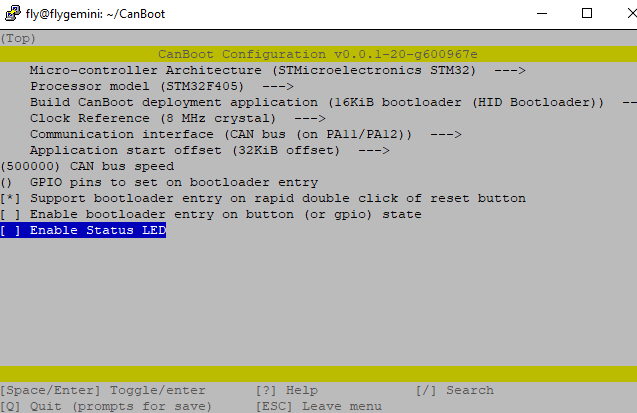 fly@flygemini: ~/CanBoot
(Top)
CanBoot Configuration v0.0.1-20-g600967e
Micro-controller Architecture (STMicroelectronics STM32) --->
Processor model (STM32F405) --->
Build CanBoot deployment application (16KiB bootloader (HID Bootloader)) --
Clock Reference (8 MHz crystal) --->
Communication interface (CAN bus (on PA11/PA12)) --->
Application start offset (32KiB offset) --->
(500000) CAN bus speed
() GPIO pins to set on bootloader entry
[*] Support bootloader entry on rapid double click of reset button
[ ] Enable bootloader entry on button (or gpio) state
[ ] Enable Status LED
[Space/Enter] Toggle/enter [?] Help [/] Search
[Q] Quit (prompts for save) [ESC] Leave menu